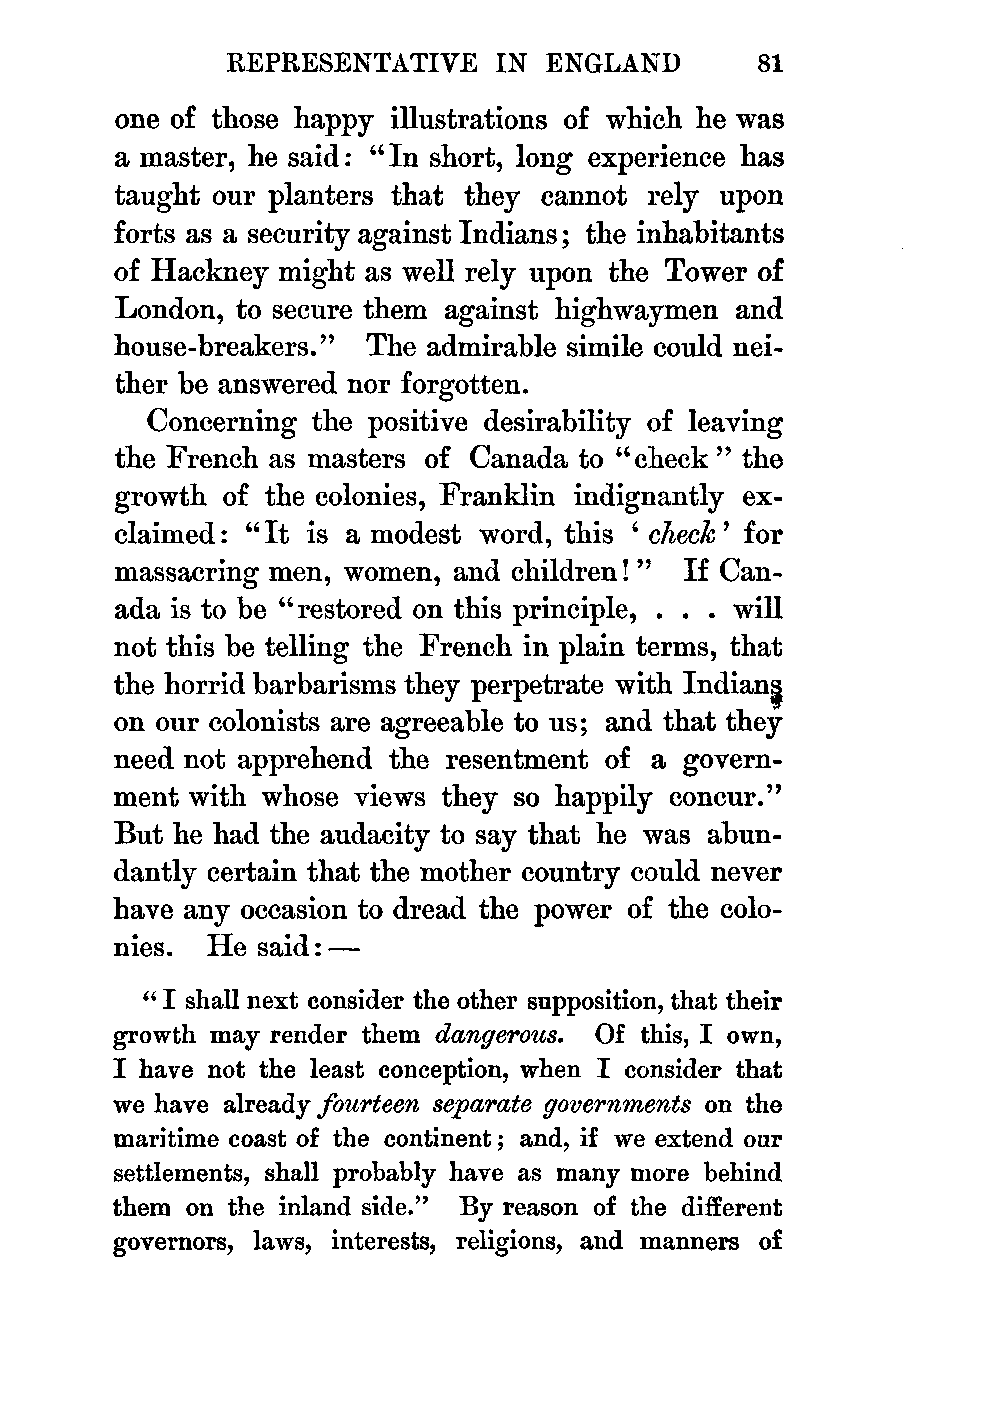 REPRESENTATIVE IN ENGLAND 81
one of those happy illustrations of which he was
a master, he said: “In short, long experience has
taught our planters that they cannot rely upon
forts as a security against Indians; the inhabitants
of Hackney might as well rely upon the Tower of
London, to secure them against highwaymen and
house-breakers.” The admirable simile could nei-
ther be answered nor forgotten.
Concerning the positive desirability of leaving
the French as masters of Canada to “check” the
growth of the colonies, Franklin indignantly ex-
claimed: “It is a modest word, this ‘check’ for
massacring men, women, and children!” If Can-
ada is to be “restored on this principle, . . . will
not this be telling the French in plain terms, that
the horrid barbarisms they perpetrate with Indians
on our colonists are agreeable to us; and that they
need not apprehend the resentment of a govern-
ment with whose views they so happily concur.”
But he had the audacity to say that he was abun-
dantly certain that the mother country could never
have any occasion to dread the power of the colo-
nies. He said: —
“I shall next consider the other supposition, that their
growth may render them dangerous. Of this, I own,
I have not the least conception, when I consider that
we have already fourteen separate governments on the
maritime coast of the continent; and, if we extend our
settlements, shall probably have as many more behind
them on the inland side.” By reason of the different
governors, laws, interests, religions, and manners of